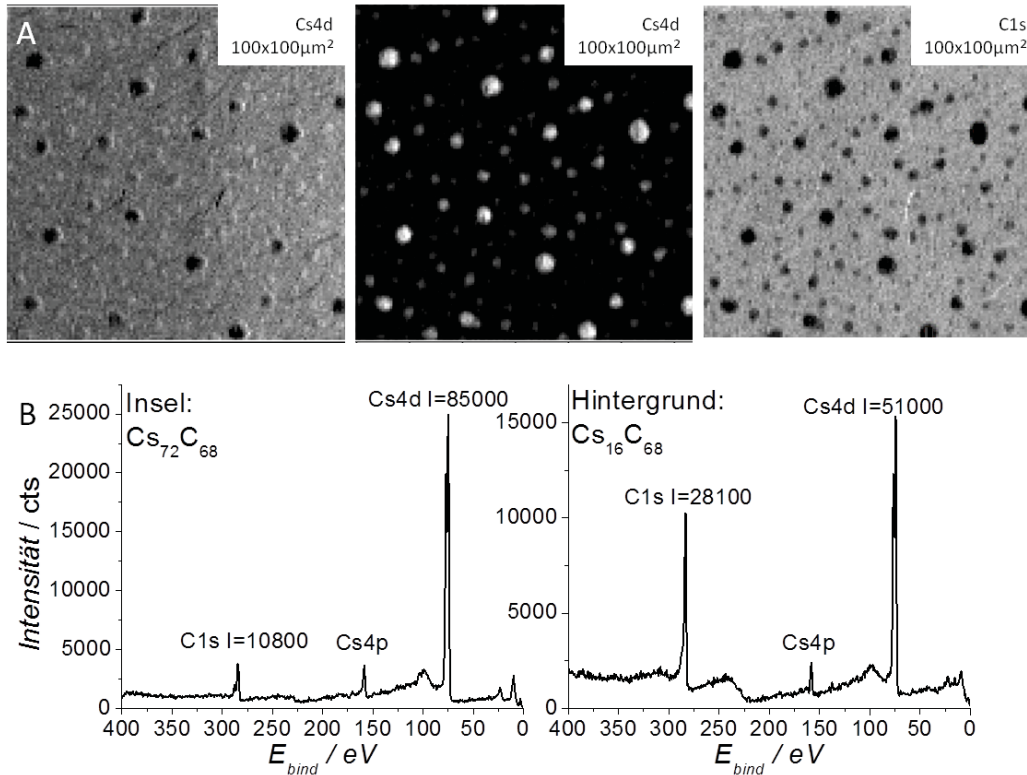 A
Cs4d
100x100µm²
Cs4d
100x100µm²
C1s
100x100µm²
B
Insel:
Cs₇₂C₆₈
Cs4d I=85000
C1s I=10800
Cs4p
25000
20000
15000
10000
5000
0
Intensität / cts
400 350 300 250 200 150 100 50 0
E_bind / eV
Hintergrund:
Cs₁₆C₆₈
Cs4d I=51000
C1s I=28100
Cs4p
15000
10000
5000
0
400 350 300 250 200 150 100 50 0
E_bind / eV